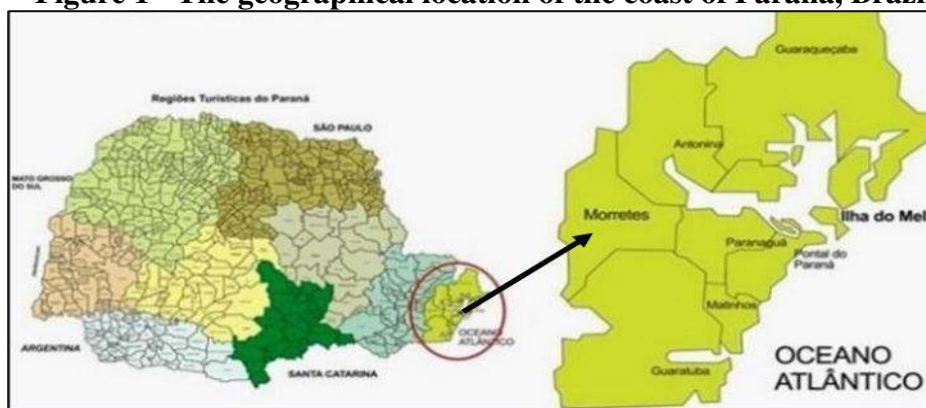 Figure 1 - The geographical location of the coast of Paraná, Brazil
Regiões Turísticas do Paraná
SÃO PAULO
MATO GROSSO
DO SUL
ARGENTINA
SANTA CATARINA
OCEANO
ATLÂNTICO
Guaraqueçaba
Antonina
Morretes
Ilha do Mel
Paranaguá
Pontal do
Paraná
Matinhos
Guaratuba
OCEANO
ATLÂNTICO